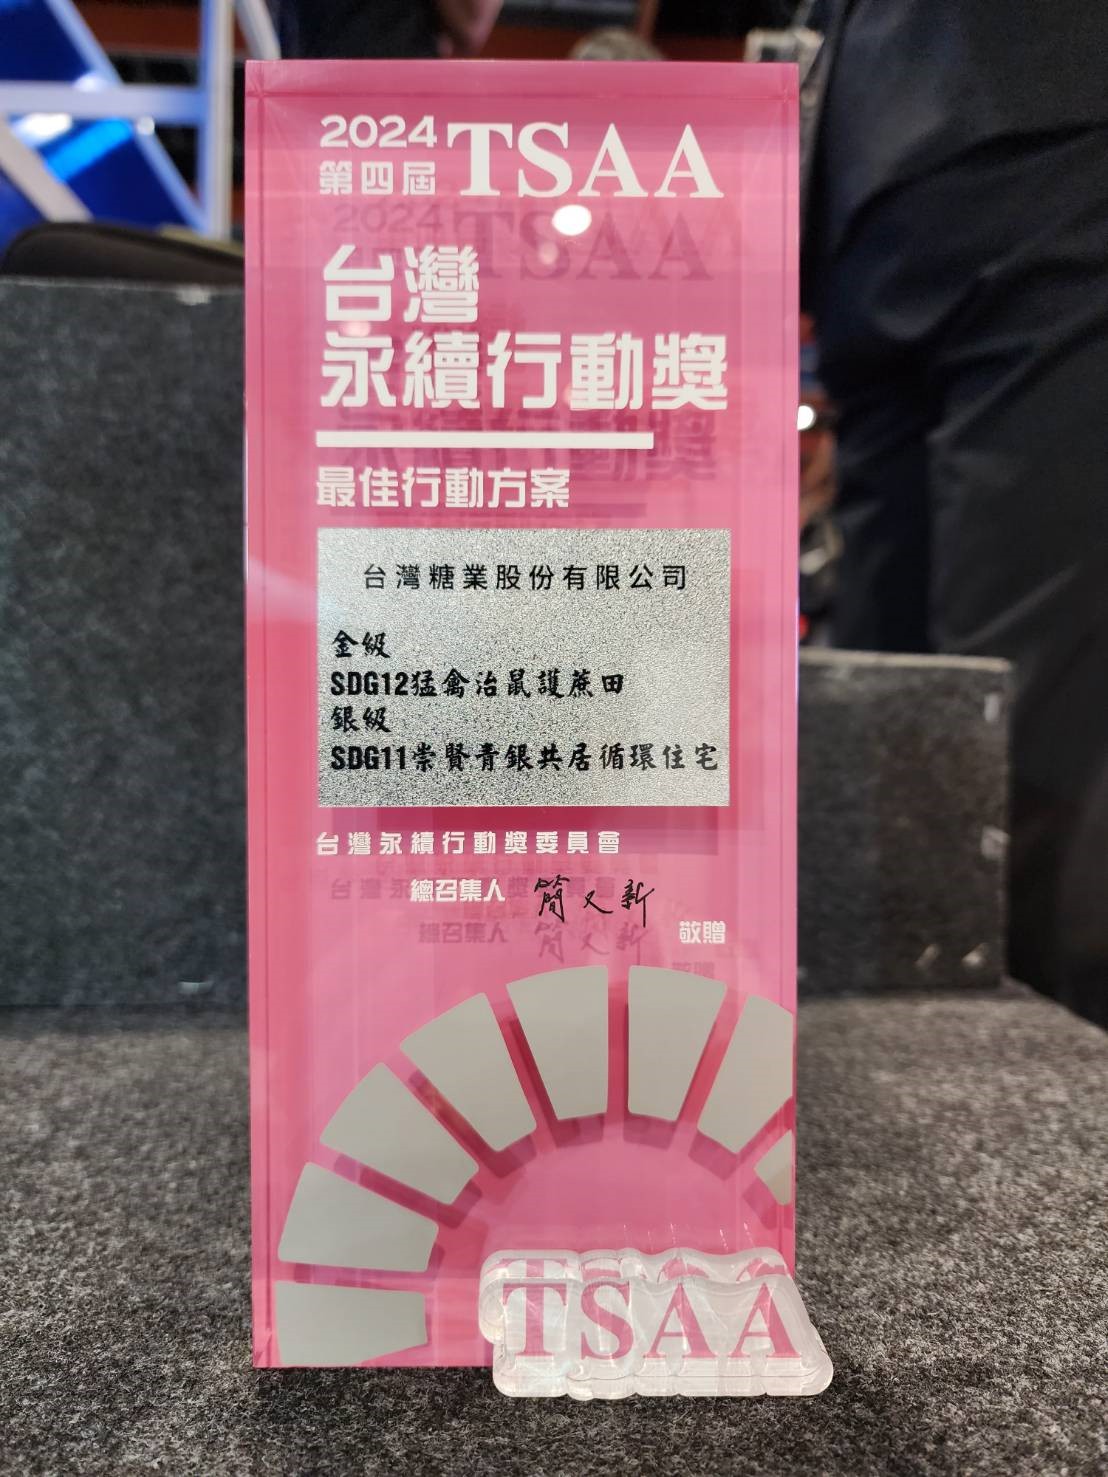 2024 TSAA
第四屆
台灣
永續行動獎
最佳行動方案
台灣糖業股份有限公司
金級
SDG12猛禽治鼠護蔗田
銀級
SDG11崇賢青銀共居循環住宅
台灣永續行動獎委員會
總召集人 簡又新
敬贈
TSAA